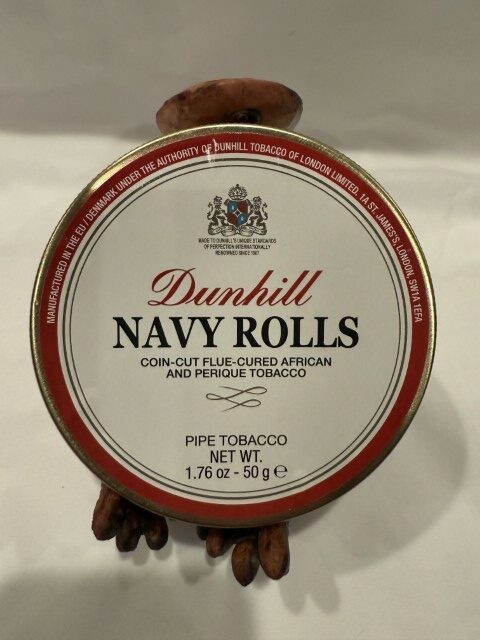 MANUFACTURED IN THE EU / DENMARK UNDER THE AUTHORITY OF DUNHILL TOBACCO OF LONDON LIMITED, 1A ST. JAMES'S, LONDON, SW1A 1EFA
MADE TO DUNHILL'S UNIQUE STANDARDS
OF PERFECTION INTERNATIONALLY
RENOWNED SINCE 1907
Dunhill
NAVY ROLLS
COIN-CUT FLUE-CURED AFRICAN
AND PERIQUE TOBACCO
PIPE TOBACCO
NET WT.
1.76 oz - 50 g ℮